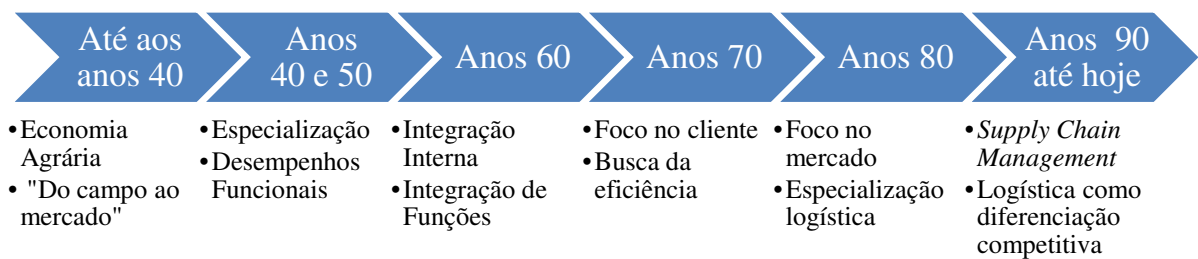 Até aos
anos 40
Anos
40 e 50
Anos 60
Anos 70
Anos 80
Anos 90
até hoje
•Economia
Agrária
• "Do campo ao
mercado"
•Especialização
•Desempenhos
Funcionais
•Integração
Interna
•Integração de
Funções
•Foco no cliente
•Busca da
eficiência
•Foco no
mercado
•Especialização
logística
•Supply Chain
Management
•Logística como
diferenciação
competitiva